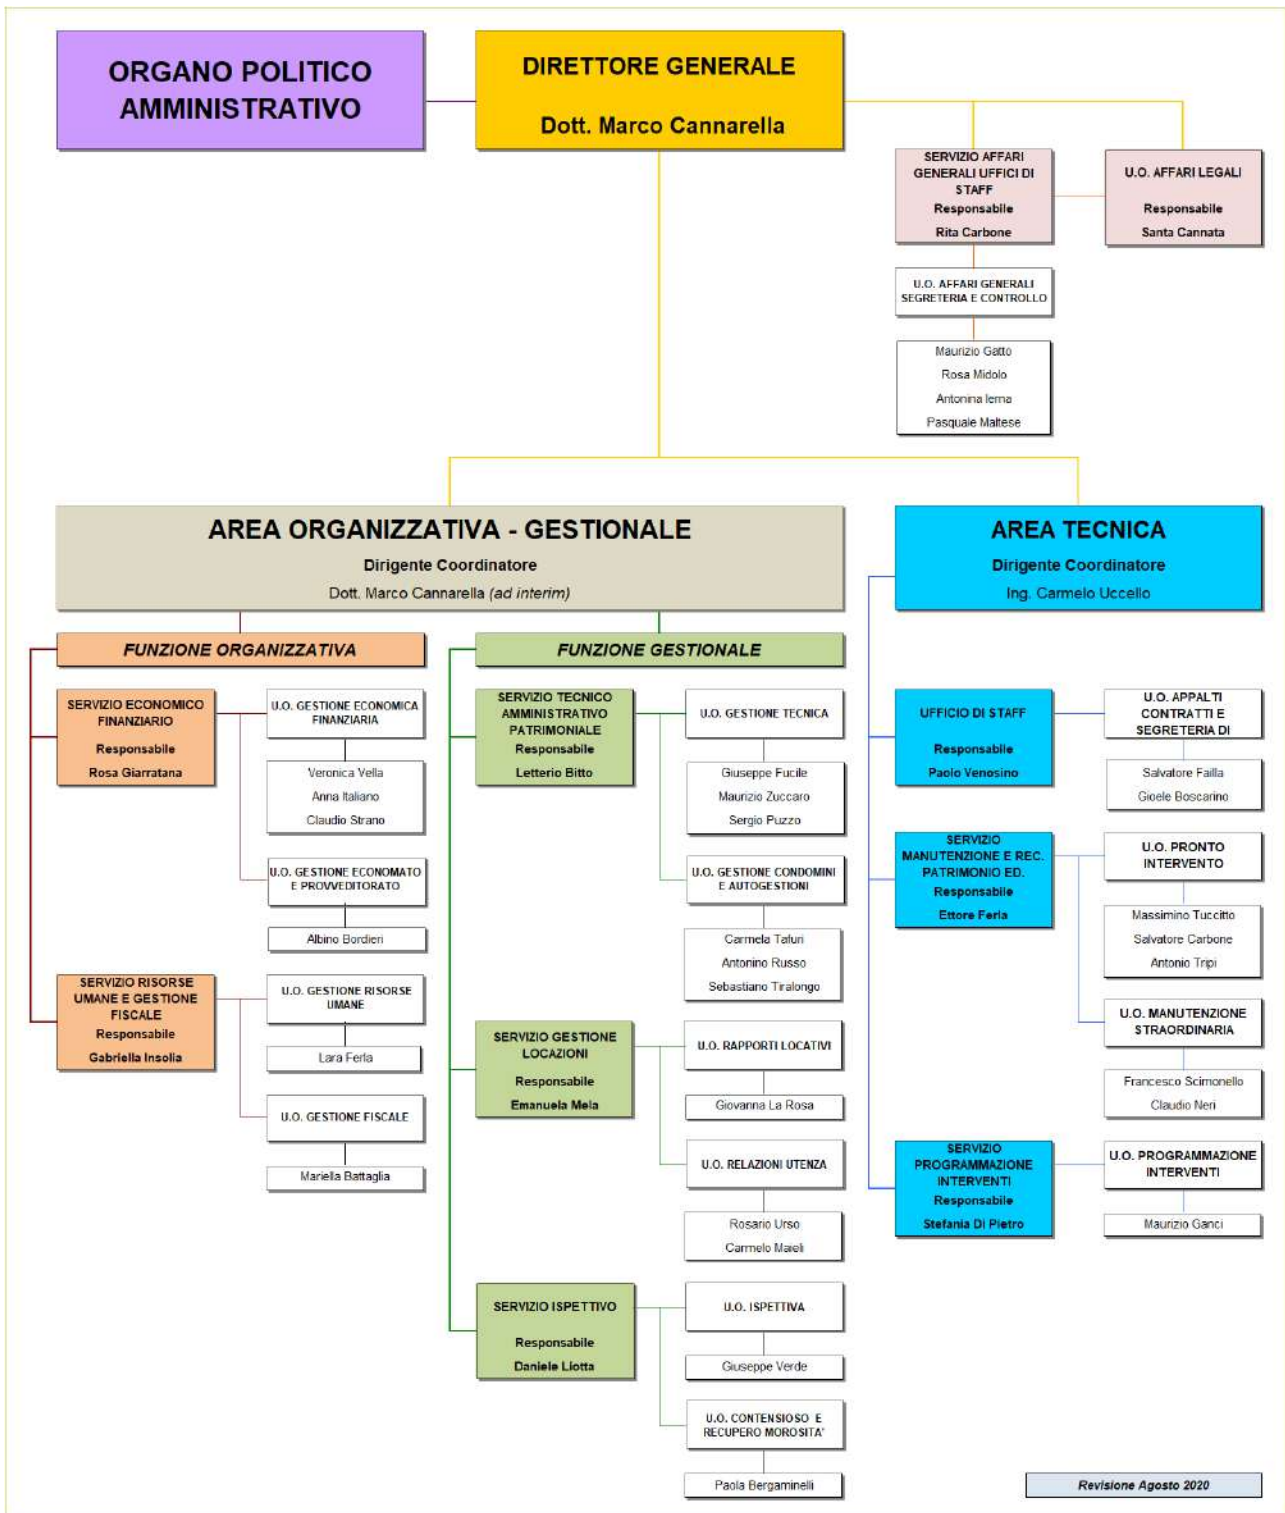 ORGANO POLITICO
AMMINISTRATIVO
DIRETTORE GENERALE
Dott. Marco Cannarella
SERVIZIO AFFARI
GENERALI UFFICI DI
STAFF
Responsabile
Rita Carbone
U.O. AFFARI LEGALI
Responsabile
Santa Cannata
U.O. AFFARI GENERALI
SEGRETERIA E CONTROLLO
Maurizio Gatto
Rosa Midolo
Antonina Ierna
Pasquale Maltese
AREA ORGANIZZATIVA - GESTIONALE
Dirigente Coordinatore
Dott. Marco Cannarella (ad interim)
AREA TECNICA
Dirigente Coordinatore
Ing. Carmelo Uccello
FUNZIONE ORGANIZZATIVA
SERVIZIO ECONOMICO
FINANZIARIO
Responsabile
Rosa Giarratana
U.O. GESTIONE ECONOMICA
FINANZIARIA
Veronica Vella
Anna Italiano
Claudio Strano
U.O. GESTIONE ECONOMATO
E PROVVEDITORATO
Albino Bordieri
SERVIZIO RISORSE
UMANE E GESTIONE
FISCALE
Responsabile
Gabriella Insolia
U.O. GESTIONE RISORSE
UMANE
Lara Ferla
U.O. GESTIONE FISCALE
Mariella Battaglia
FUNZIONE GESTIONALE
SERVIZIO TECNICO
AMMINISTRATIVO
PATRIMONIALE
Responsabile
Letterio Bitto
U.O. GESTIONE TECNICA
Giuseppe Fucile
Maurizio Zuccaro
Sergio Puzzo
U.O. GESTIONE CONDOMINI
E AUTOGESTIONI
Carmela Tafuri
Antonino Russo
Sebastiano Tiralongo
SERVIZIO GESTIONE
LOCAZIONI
Responsabile
Emanuela Mela
U.O. RAPPORTI LOCATIVI
Giovanna La Rosa
U.O. RELAZIONI UTENZA
Rosario Urso
Carmelo Maieli
SERVIZIO ISPETTIVO
Responsabile
Daniele Liotta
U.O. ISPETTIVA
Giuseppe Verde
U.O. CONTENSIOSO E
RECUPERO MOROSITA'
Paola Bergaminelli
UFFICIO DI STAFF
Responsabile
Paolo Venosino
U.O. APPALTI
CONTRATTI E
SEGRETERIA DI
Salvatore Failla
Gioele Boscarino
SERVIZIO
MANUTENZIONE E REC.
PATRIMONIO ED.
Responsabile
Ettore Ferla
U.O. PRONTO
INTERVENTO
Massimino Tuccitto
Salvatore Carbone
Antonio Tripi
U.O. MANUTENZIONE
STRAORDINARIA
Francesco Scimonello
Claudio Neri
SERVIZIO
PROGRAMMAZIONE
INTERVENTI
Responsabile
Stefania Di Pietro
U.O. PROGRAMMAZIONE
INTERVENTI
Maurizio Ganci
Revisione Agosto 2020